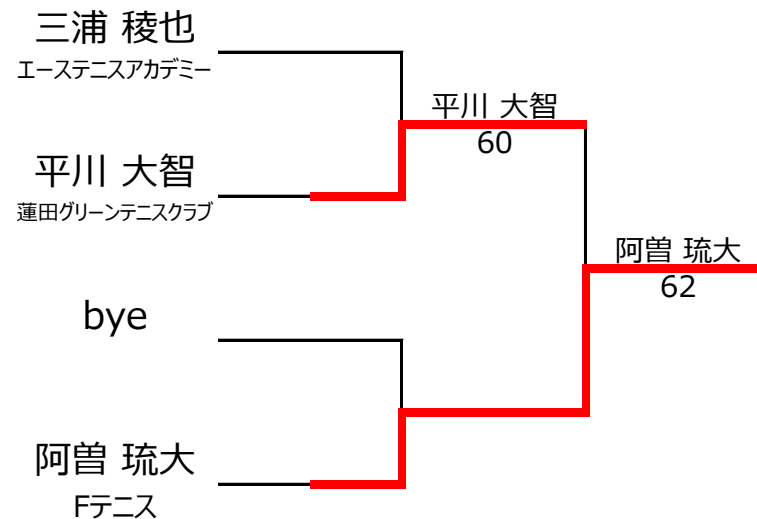 三浦 稜也
エーステニスアカデミー
平川 大智
60
平川 大智
蓮田グリーンテニスクラブ
阿曽 琉大
62
bye
阿曽 琉大
Fテニス